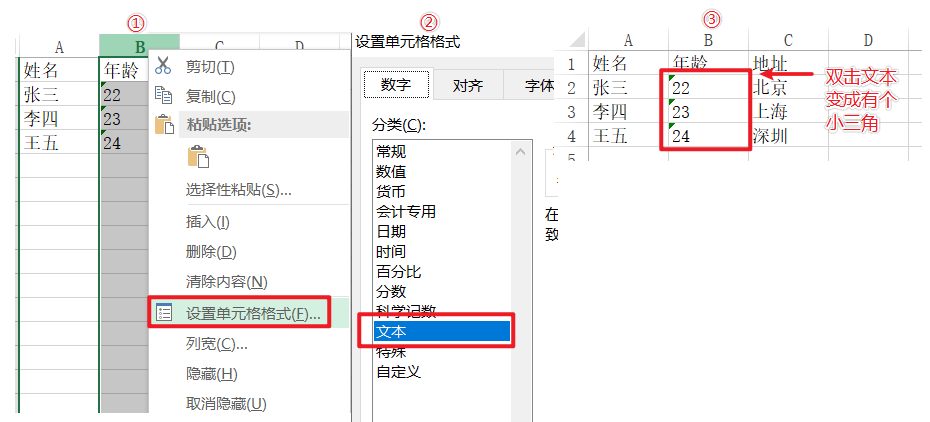 ①
A B C D
姓名 年龄
张三 22
李四 23
王五 24
剪切(T)
复制(C)
粘贴选项:
选择性粘贴(S)...
插入(I)
删除(D)
清除内容(N)
设置单元格格式(F)...
列宽(C)...
隐藏(H)
取消隐藏(U)
②
设置单元格格式
数字 对齐 字体
分类(C):
常规
数值
货币
会计专用
日期
时间
百分比
分数
科学记数
文本
特殊
自定义
在
致
③
A B C D
1 姓名 年龄 地址
2 张三 22 北京
3 李四 23 上海
4 王五 24 深圳
5
双击文本
变成有个
小三角